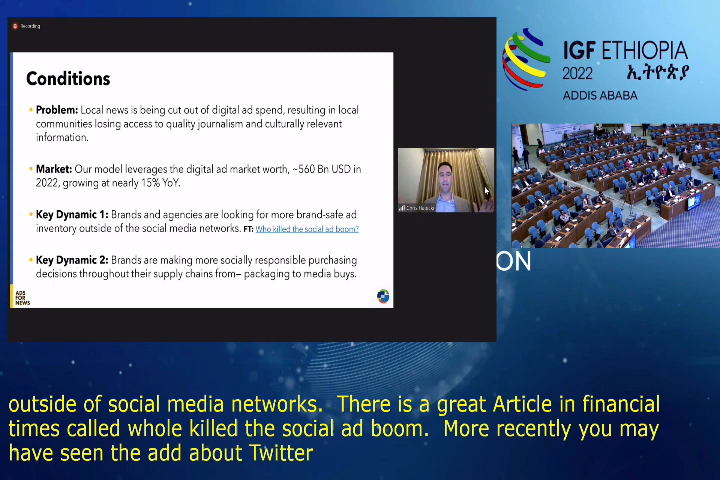 Recording
Conditions
• Problem: Local news is being cut out of digital ad spend, resulting in local
communities losing access to quality journalism and culturally relevant
information.
• Market: Our model leverages the digital ad market worth, ~560 Bn USD in
2022, growing at nearly 15% YoY.
• Key Dynamic 1: Brands and agencies are looking for more brand-safe ad
inventory outside of the social media networks. FT: Who killed the social ad boom?
• Key Dynamic 2: Brands are making more socially responsible purchasing
decisions throughout their supply chains from– packaging to media buys.
ADS
FOR
NEWS
IGF ETHIOPIA
2022 ኢትዮጵያ
ADDIS ABABA
ON
outside of social media networks. There is a great Article in financial
times called whole killed the social ad boom. More recently you may
have seen the add about Twitter